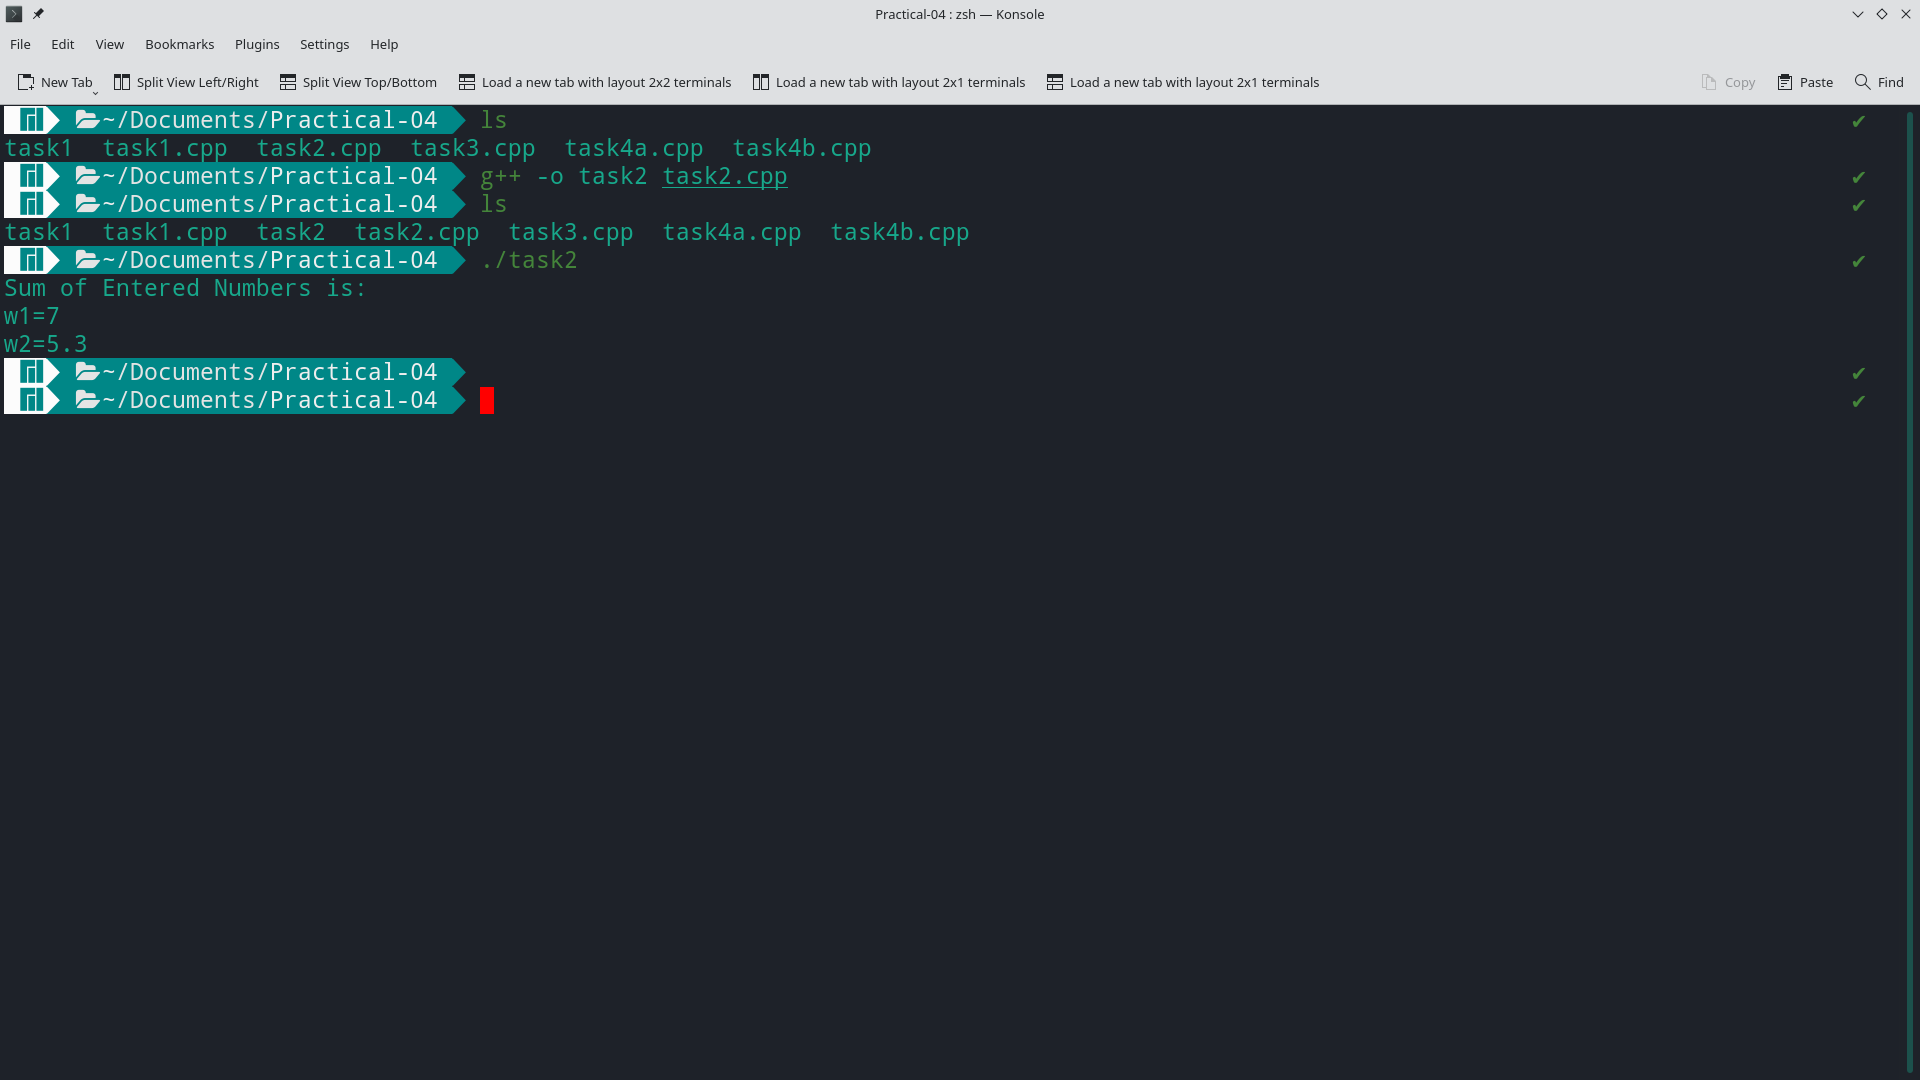 Practical-04 : zsh — Konsole
File Edit View Bookmarks Plugins Settings Help
New Tab Split View Left/Right Split View Top/Bottom Load a new tab with layout 2x2 terminals Load a new tab with layout 2x1 terminals Load a new tab with layout 2x1 terminals Copy Paste Find
~/Documents/Practical-04 ls ✔
task1 task1.cpp task2.cpp task3.cpp task4a.cpp task4b.cpp
~/Documents/Practical-04 g++ -o task2 task2.cpp ✔
~/Documents/Practical-04 ls ✔
task1 task1.cpp task2 task2.cpp task3.cpp task4a.cpp task4b.cpp
~/Documents/Practical-04 ./task2 ✔
Sum of Entered Numbers is:
w1=7
w2=5.3
~/Documents/Practical-04 ✔
~/Documents/Practical-04 ✔